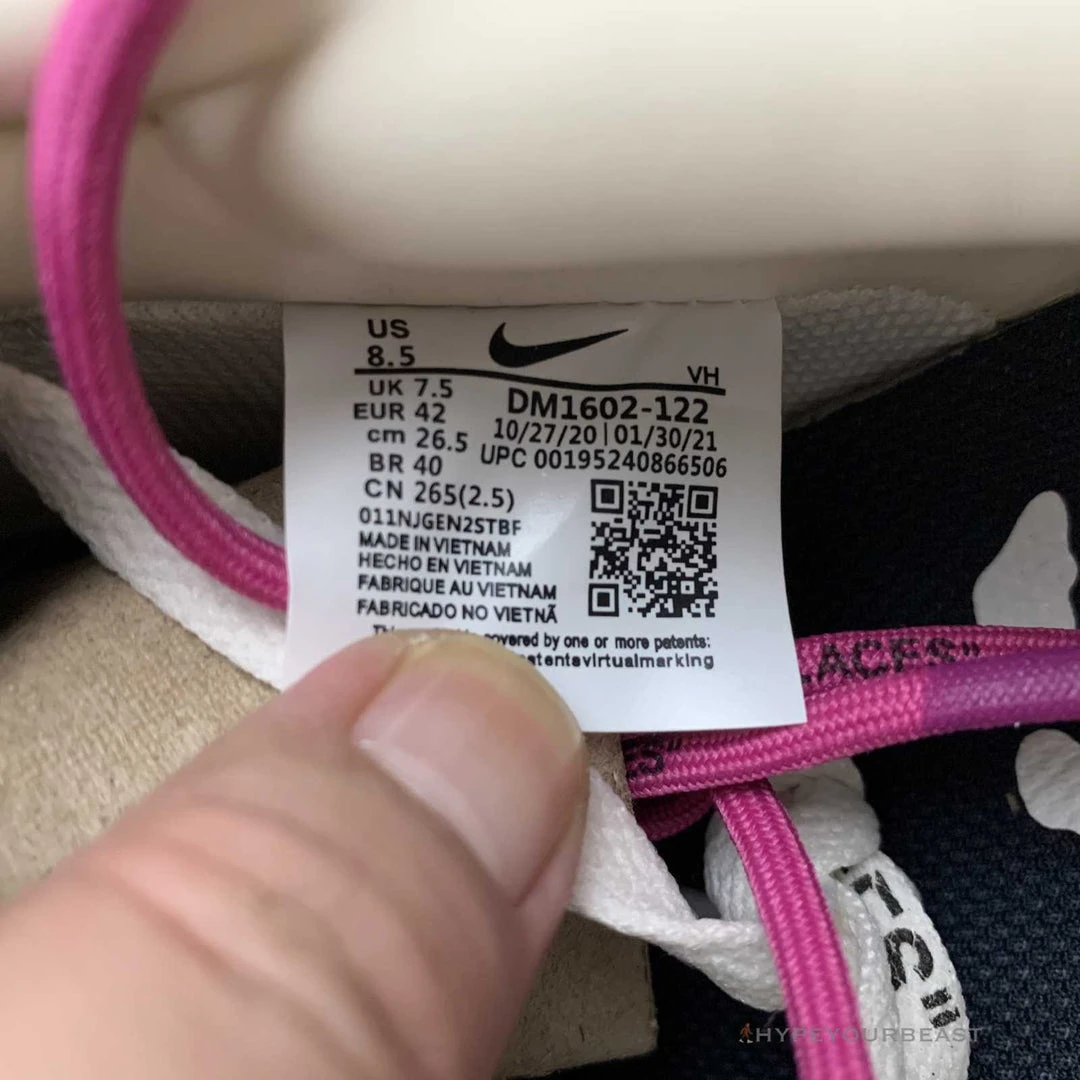 US
8.5
VH
UK 7.5
EUR 42
cm 26.5
BR 40
CN 265(2.5)
DM1602-122
10/27/20|01/30/21
UPC 00195240866506
011NJGEN2STBF
MADE IN VIETNAM
HECHO EN VIETNAM
FABRIQUE AU VIETNAM
FABRICADO NO VIETNÃ
by one or more patents:
LACES"
ES"
HYPEYOURBEAST